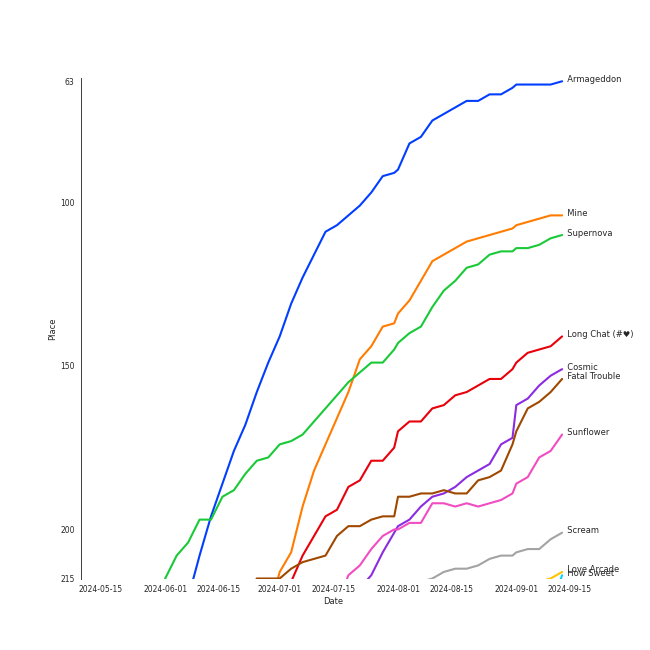 63
Armageddon
100
Mine
Supernova
Place
Long Chat (#♥)
150
Cosmic
Fatal Trouble
Sunflower
200
Scream
Love Arcade
How Sweet
215
2024-05-15 2024-06-01 2024-06-15 2024-07-01 2024-07-15 2024-08-01 2024-08-15 2024-09-01 2024-09-15
Date